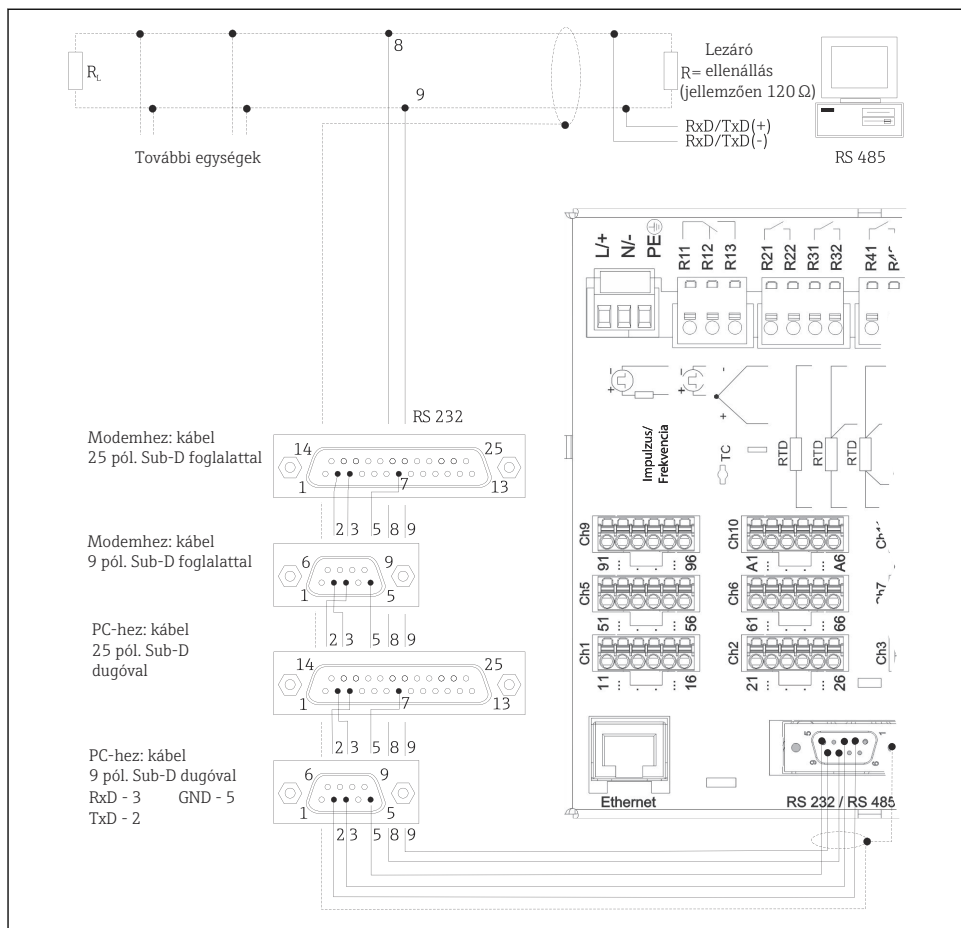 8
R_L
Lezáró
R= ellenállás
(jellemzően 120 Ω)
9
RxD/TxD(+)
RxD/TxD(-)
További egységek
RS 485
L/+
N/-
PE
R11
R12
R13
R21
R22
R31
R32
R41
RS 232
Modemhez: kábel
25 pól. Sub-D foglalattal
14
25
1
7
13
2 3 5 8 9
Modemhez: kábel
9 pól. Sub-D foglalattal
6
9
1
5
2 3 5 8 9
PC-hez: kábel
25 pól. Sub-D
dugóval
14
25
1
7
13
2 3 5 8 9
PC-hez: kábel
9 pól. Sub-D dugóval
RxD - 3 GND - 5
TxD - 2
6
9
1
5
2 3 5 8 9
+ -
+ -
-
+
Impulzus/
Frekvencia
TC
RTD
RTD
RTD
Ch9
91 ... . . ... 96
Ch10
A1 ... . . ... A6
Ch5
51 ... . . ... 56
Ch6
61 ... . . ... 66
Ch7
Ch1
11 ... . . ... 16
Ch2
21 ... . . ... 26
Ch3
5
1
9
6
Ethernet
RS 232 / RS 485